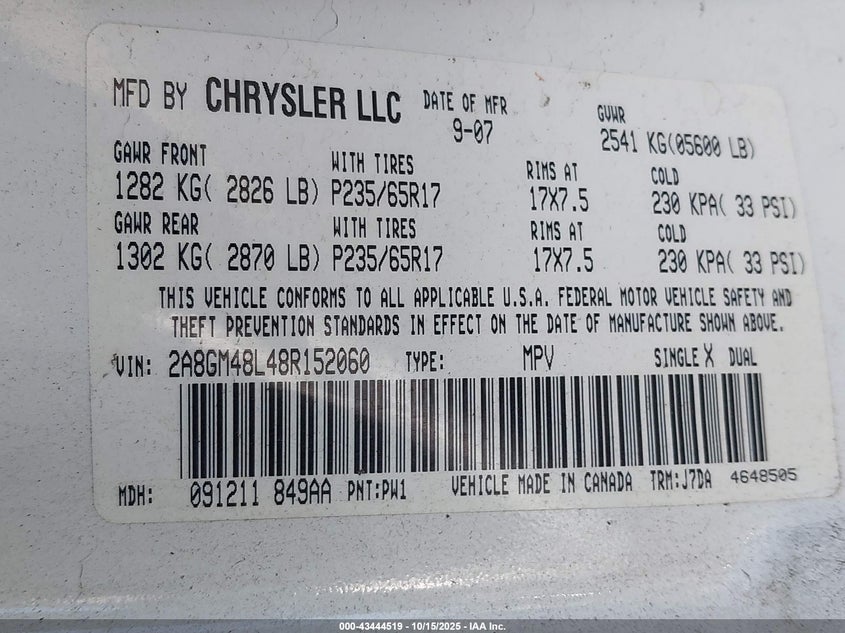 MFD BY CHRYSLER LLC DATE OF MFR GVWR
9-07 2541 KG(05600 LB)
GAWR FRONT WITH TIRES RIMS AT COLD
1282 KG( 2826 LB) P235/65R17 17X7.5 230 KPA( 33 PSI)
GAWR REAR WITH TIRES RIMS AT COLD
1302 KG( 2870 LB) P235/65R17 17X7.5 230 KPA( 33 PSI)
THIS VEHICLE CONFORMS TO ALL APPLICABLE U.S.A. FEDERAL MOTOR VEHICLE SAFETY AND
THEFT PREVENTION STANDARDS IN EFFECT ON THE DATE OF MANUFACTURE SHOWN ABOVE.
VIN: 2A8GM48L48R152060 TYPE: MPV SINGLE X DUAL
MDH: 091211 849AA PNT:PW1 VEHICLE MADE IN CANADA TRM:J7DA 4648505
000-43444519 - 10/15/2025 - IAA Inc.